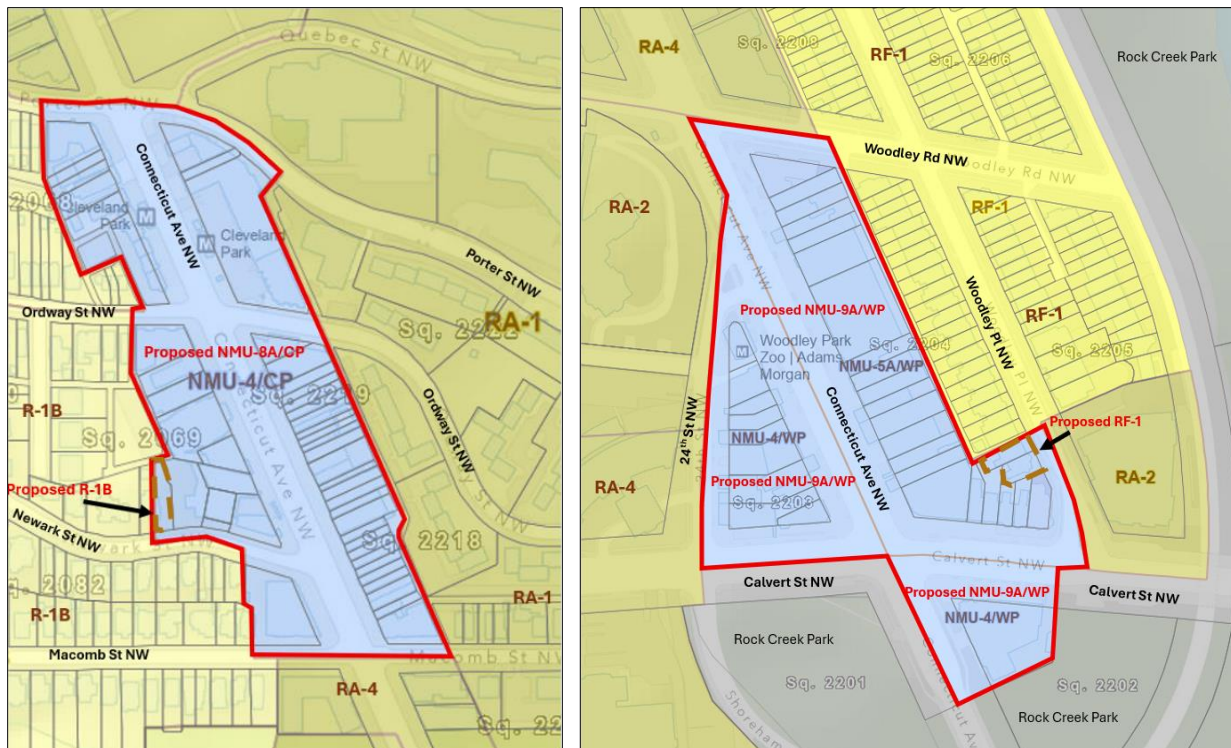 Quebec St NW
Porter St NW
Connecticut Ave NW
Cleveland
Park
M
M
Cleveland
Park
Porter St NW
Ordway St NW
Sq. 2222
RA-1
Proposed NMU-8A/CP
NMU-4/CP
Sq. 2219
Connecticut Ave NW
Ordway St NW
R-1B
Sq. 2069
Proposed R-1B
Newark St NW
Sq. 2218
RA-1
R-1B
Macomb St NW
Macomb St NW
RA-4
RA-4
Sq. 2208
RF-1
Sq. 2206
Rock Creek Park
Woodley Rd NW
Woodley Rd NW
Connecticut Ave NW
RA-2
RF-1
Woodley Pl NW
RF-1
Proposed NMU-9A/WP
Sq. 2204
Sq. 2205
M
Woodley Park
Zoo | Adams
Morgan
NMU-5A/WP
24th St NW
Connecticut Ave NW
Proposed RF-1
NMU-4/WP
RA-4
Proposed NMU-9A/WP
Sq. 2203
RA-2
Calvert St NW
Calvert St NW
Proposed NMU-9A/WP
Calvert St NW
NMU-4/WP
Rock Creek Park
Sq. 2201
Sq. 2202
Rock Creek Park
Shoreham